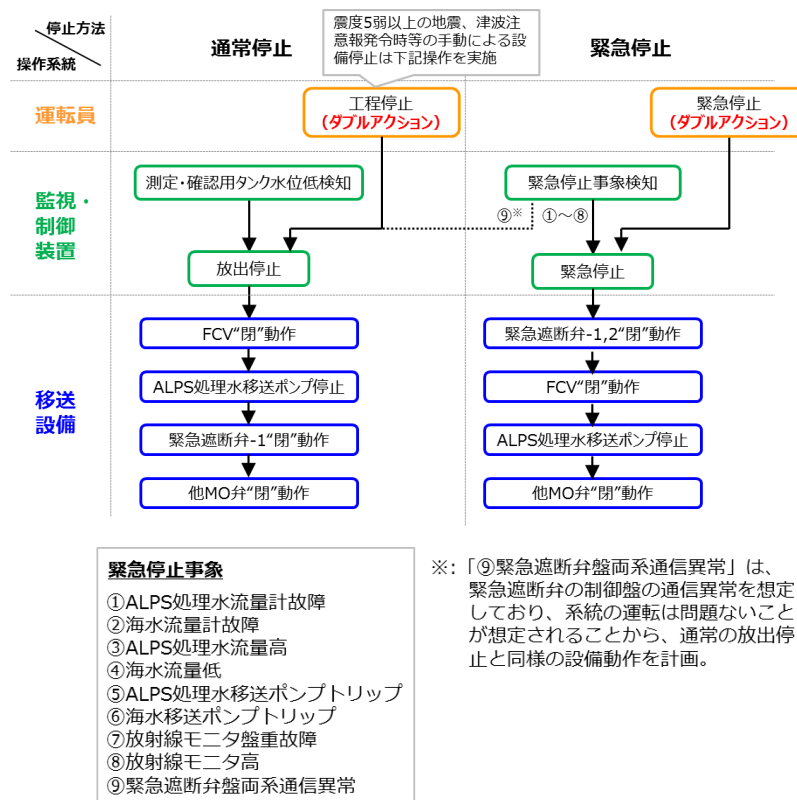 停止方法
操作系統
通常停止
震度5弱以上の地震、津波注
意報発令時等の手動による設
備停止は下記操作を実施
緊急停止
運転員
工程停止
（ダブルアクション）
緊急停止
（ダブルアクション）
監視・
制御
装置
測定・確認用タンク水位低検知
緊急停止事象検知
⑨※
①～⑧
放出停止
緊急停止
移送
設備
FCV“閉”動作
ALPS処理水移送ポンプ停止
緊急遮断弁-1“閉”動作
他MO弁“閉”動作
緊急遮断弁-1,2“閉”動作
FCV“閉”動作
ALPS処理水移送ポンプ停止
他MO弁“閉”動作
緊急停止事象
①ALPS処理水流量計故障
②海水流量計故障
③ALPS処理水流量高
④海水流量低
⑤ALPS処理水移送ポンプトリップ
⑥海水移送ポンプトリップ
⑦放射線モニタ盤重故障
⑧放射線モニタ高
⑨緊急遮断弁盤両系通信異常
※：「⑨緊急遮断弁盤両系通信異常」は、
緊急遮断弁の制御盤の通信異常を想定
しており、系統の運転は問題ないこと
が想定されることから、通常の放出停
止と同様の設備動作を計画。